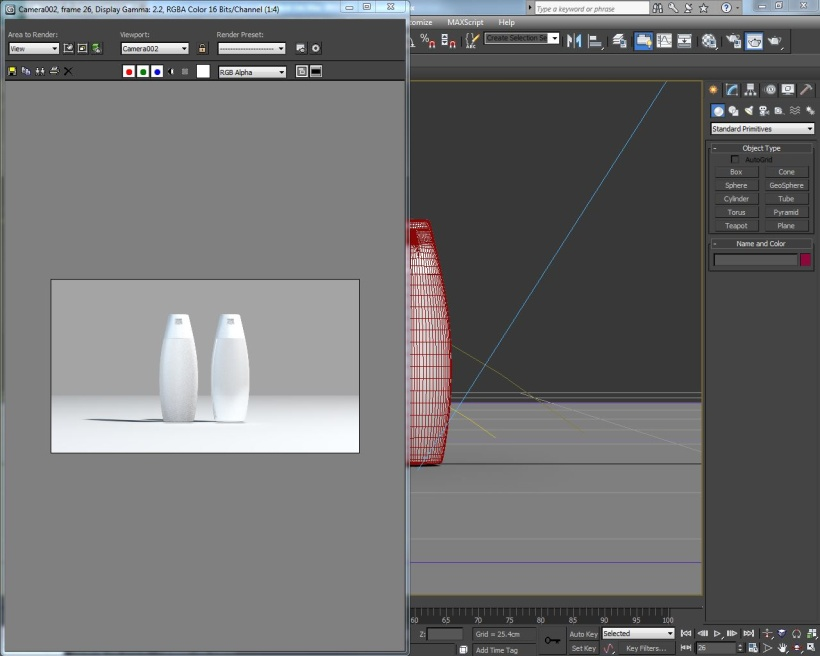 Camera002, frame 26, Display Gamma: 2.2, RGBA Color 16 Bits/Channel (1:4)
Type a keyword or phrase
MAXScript Help
Area to Render:
Viewport:
Render Preset:
View
Camera002
--------------------
Create Selection Se
RGB Alpha
Standard Primitives
Object Type
AutoGrid
Box Cone
Sphere GeoSphere
Cylinder Tube
Torus Pyramid
Teapot Plane
Name and Color
60 65 70 75 80 85 90 95 100
Z: Grid = 25.4cm
Auto Key Selected
Add Time Tag
Set Key Key Filters...
26